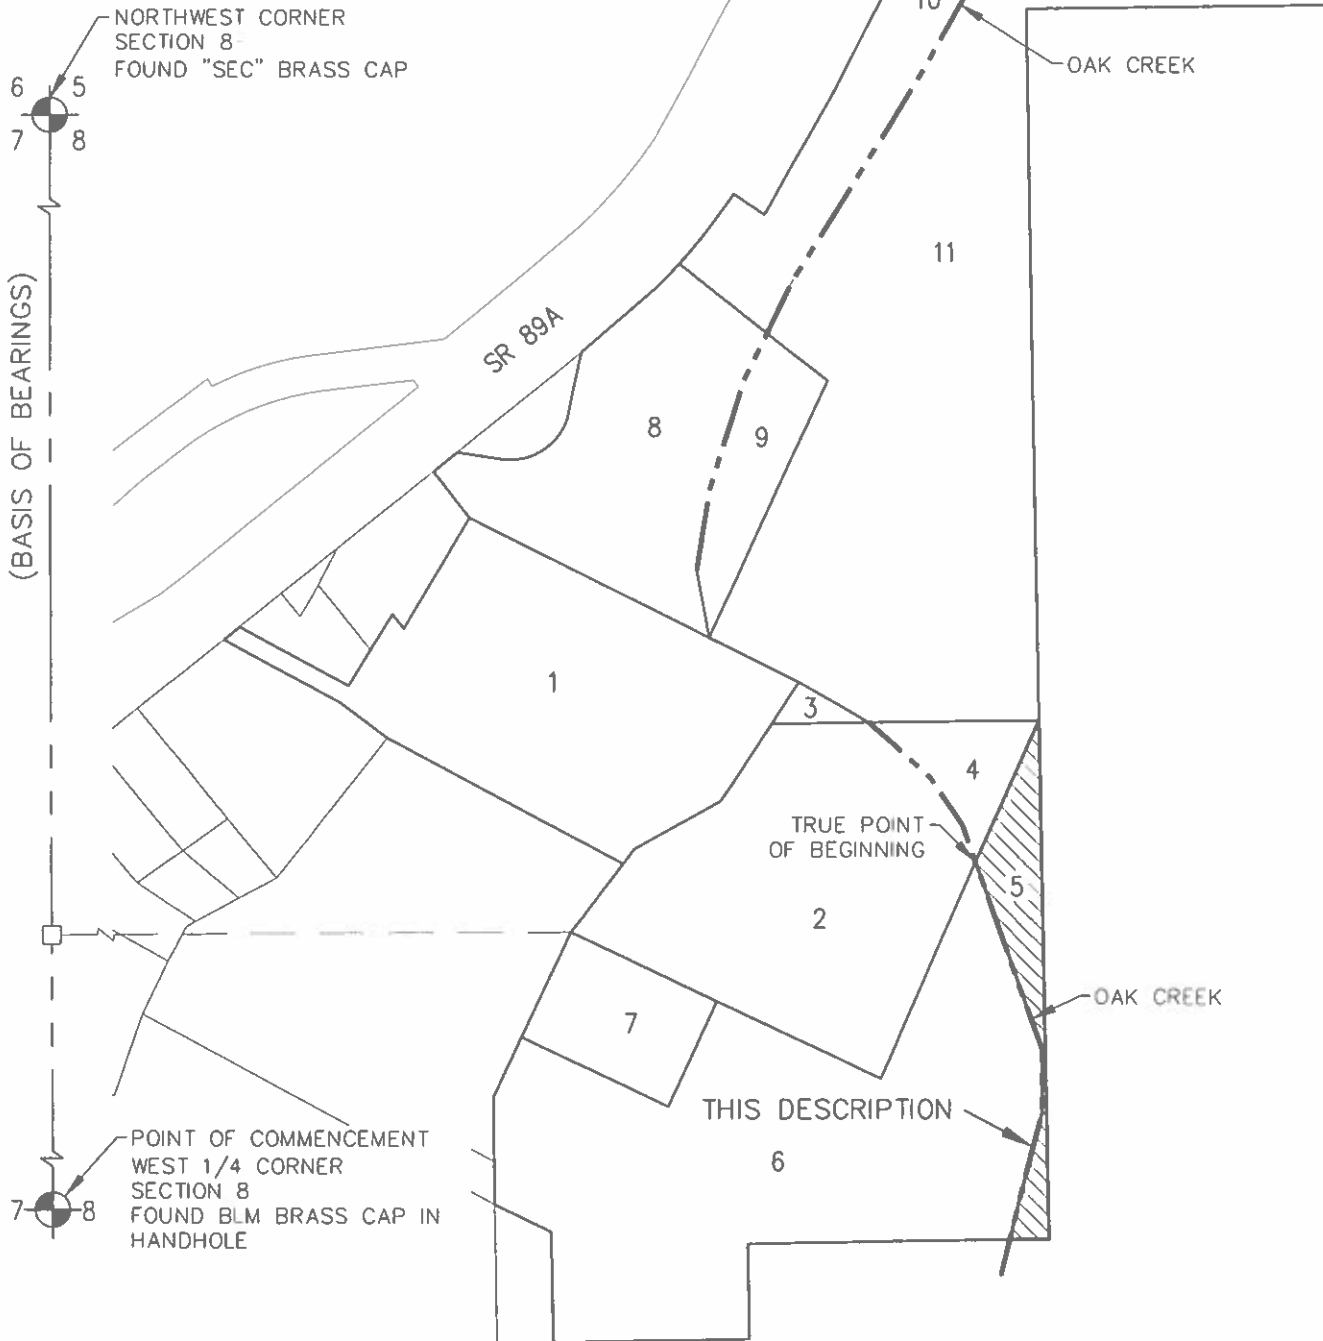 NORTHWEST CORNER
SECTION 8
FOUND "SEC" BRASS CAP
6 5
7 8
10
OAK CREEK
11
(BASIS OF BEARINGS)
SR 89A
8
9
1
3
4
TRUE POINT
OF BEGINNING
5
2
OAK CREEK
7
THIS DESCRIPTION
6
POINT OF COMMENCEMENT
WEST 1/4 CORNER
SECTION 8
FOUND BLM BRASS CAP IN
HANDHOLE
7 8